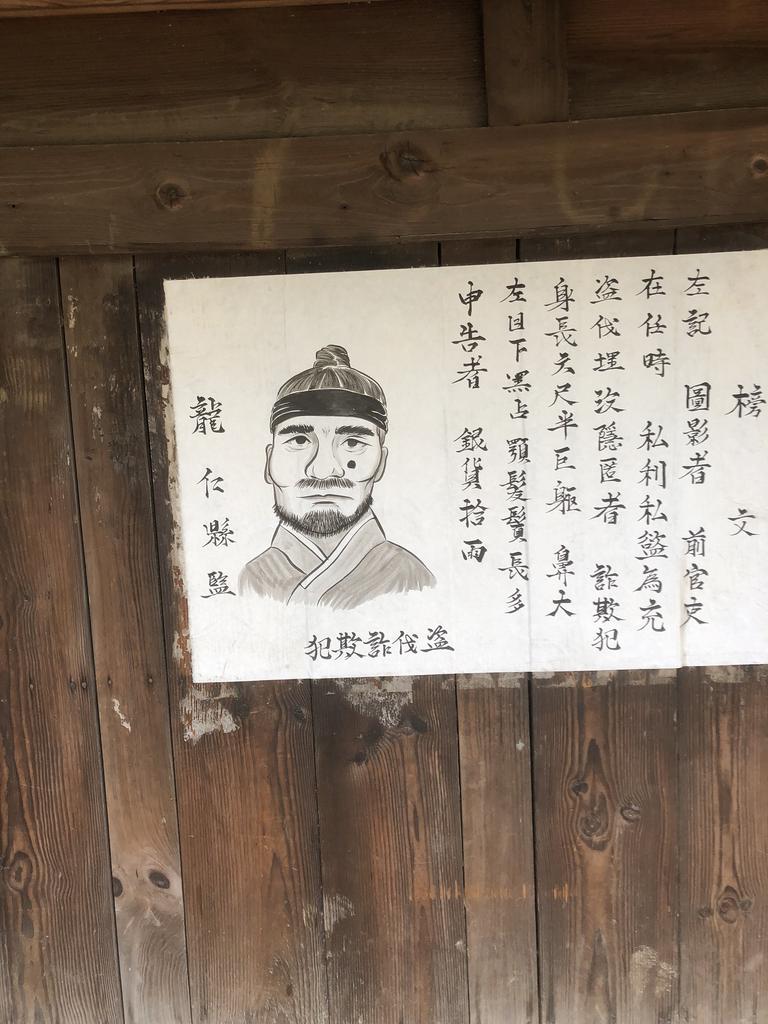 榜文
左記 圖影者 前官吏
在任時 私利私慾為充
盜伐埋沒隱匿者 詐欺犯
身長六尺半巨軀 鼻大
左目下黑占 顎髮鬚長多
申告者 銀貨拾兩
盜伐詐欺犯
龍仁縣監